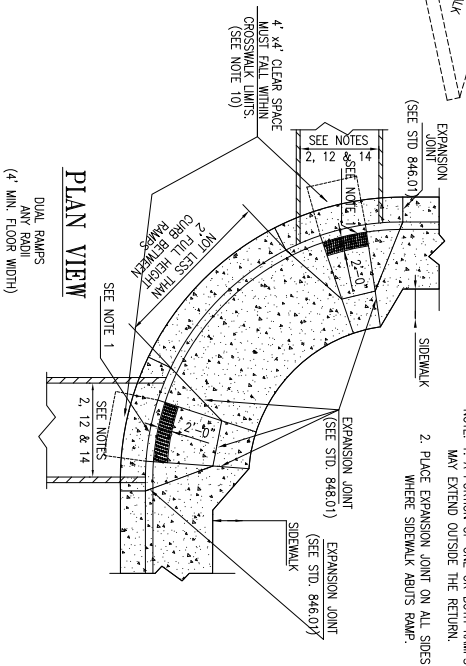 LK
4' x4' CLEAR SPACE
MUST FALL WITHIN
CROSSWALK LIMITS.
(SEE NOTE 10)
EXPANSION
JOINT
(SEE STD 846.01)
SEE NOTES
2, 12 & 14
SEE NOTE
2'-0"
SIDEWALK
NOT LESS THAN
2' FULL HEIGHT
CURB BETWEEN
RAMPS
MAY EXTEND OUTSIDE THE RETURN.
2. PLACE EXPANSION JOINT ON ALL SIDES
WHERE SIDEWALK ABUTS RAMP.
EXPANSION JOINT
(SEE STD. 848.01)
SEE NOTE 1
2'-0"
SEE NOTES
2, 12 & 14
EXPANSION JOINT
(SEE STD. 846.01)
SIDEWALK
PLAN VIEW
DUAL RAMPS
ANY RADII
(4' MIN. FLOOR WIDTH)